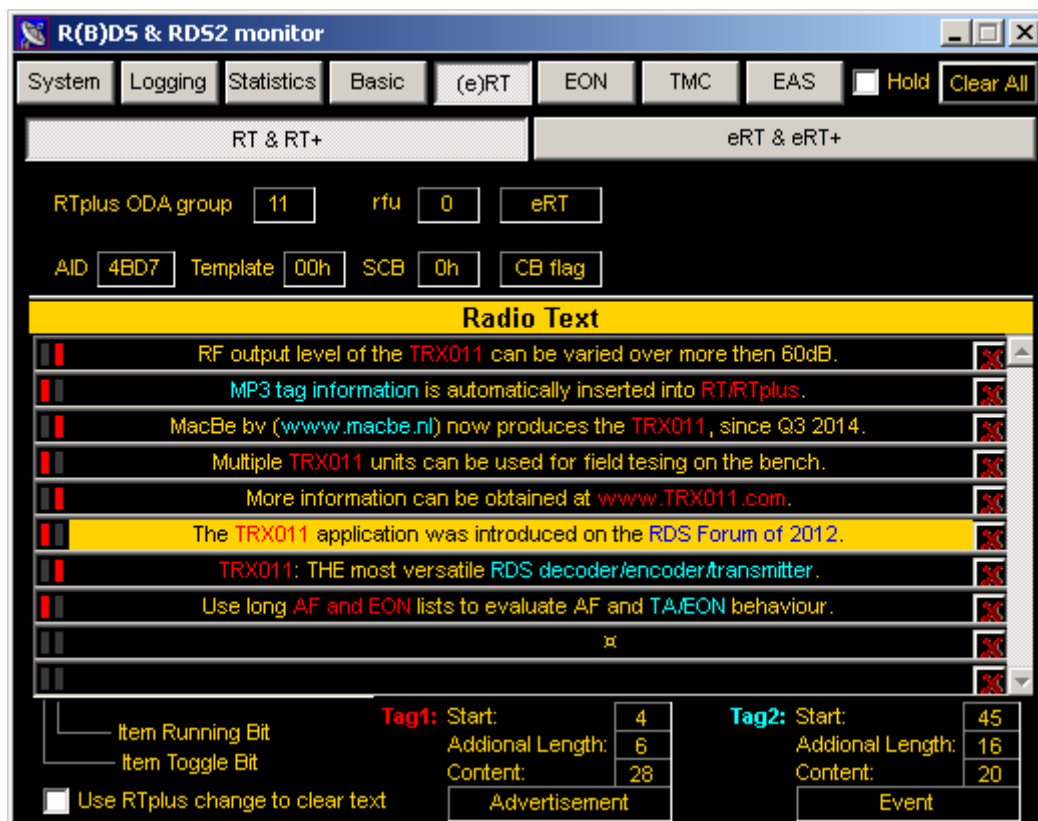 R(B)DS & RDS2 monitor
System Logging Statistics Basic (e)RT EON TMC EAS Hold Clear All
RT & RT+ eRT & eRT+
RTplus ODA group 11 rfu 0 eRT
AID 4BD7 Template 00h SCB 0h CB flag
Radio Text
RF output level of the TRX011 can be varied over more then 60dB.
MP3 tag information is automatically inserted into RT/RTplus.
MacBe bv (www.macbe.nl) now produces the TRX011, since Q3 2014.
Multiple TRX011 units can be used for field tesing on the bench.
More information can be obtained at www.TRX011.com.
The TRX011 application was introduced on the RDS Forum of 2012.
TRX011: THE most versatile RDS decoder/encoder/transmitter.
Use long AF and EON lists to evaluate AF and TA/EON behaviour.
¤
Tag1: Start: 4 Tag2: Start: 45
Item Running Bit Addional Length: 6 Addional Length: 16
Item Toggle Bit Content: 28 Content: 20
Use RTplus change to clear text Advertisement Event